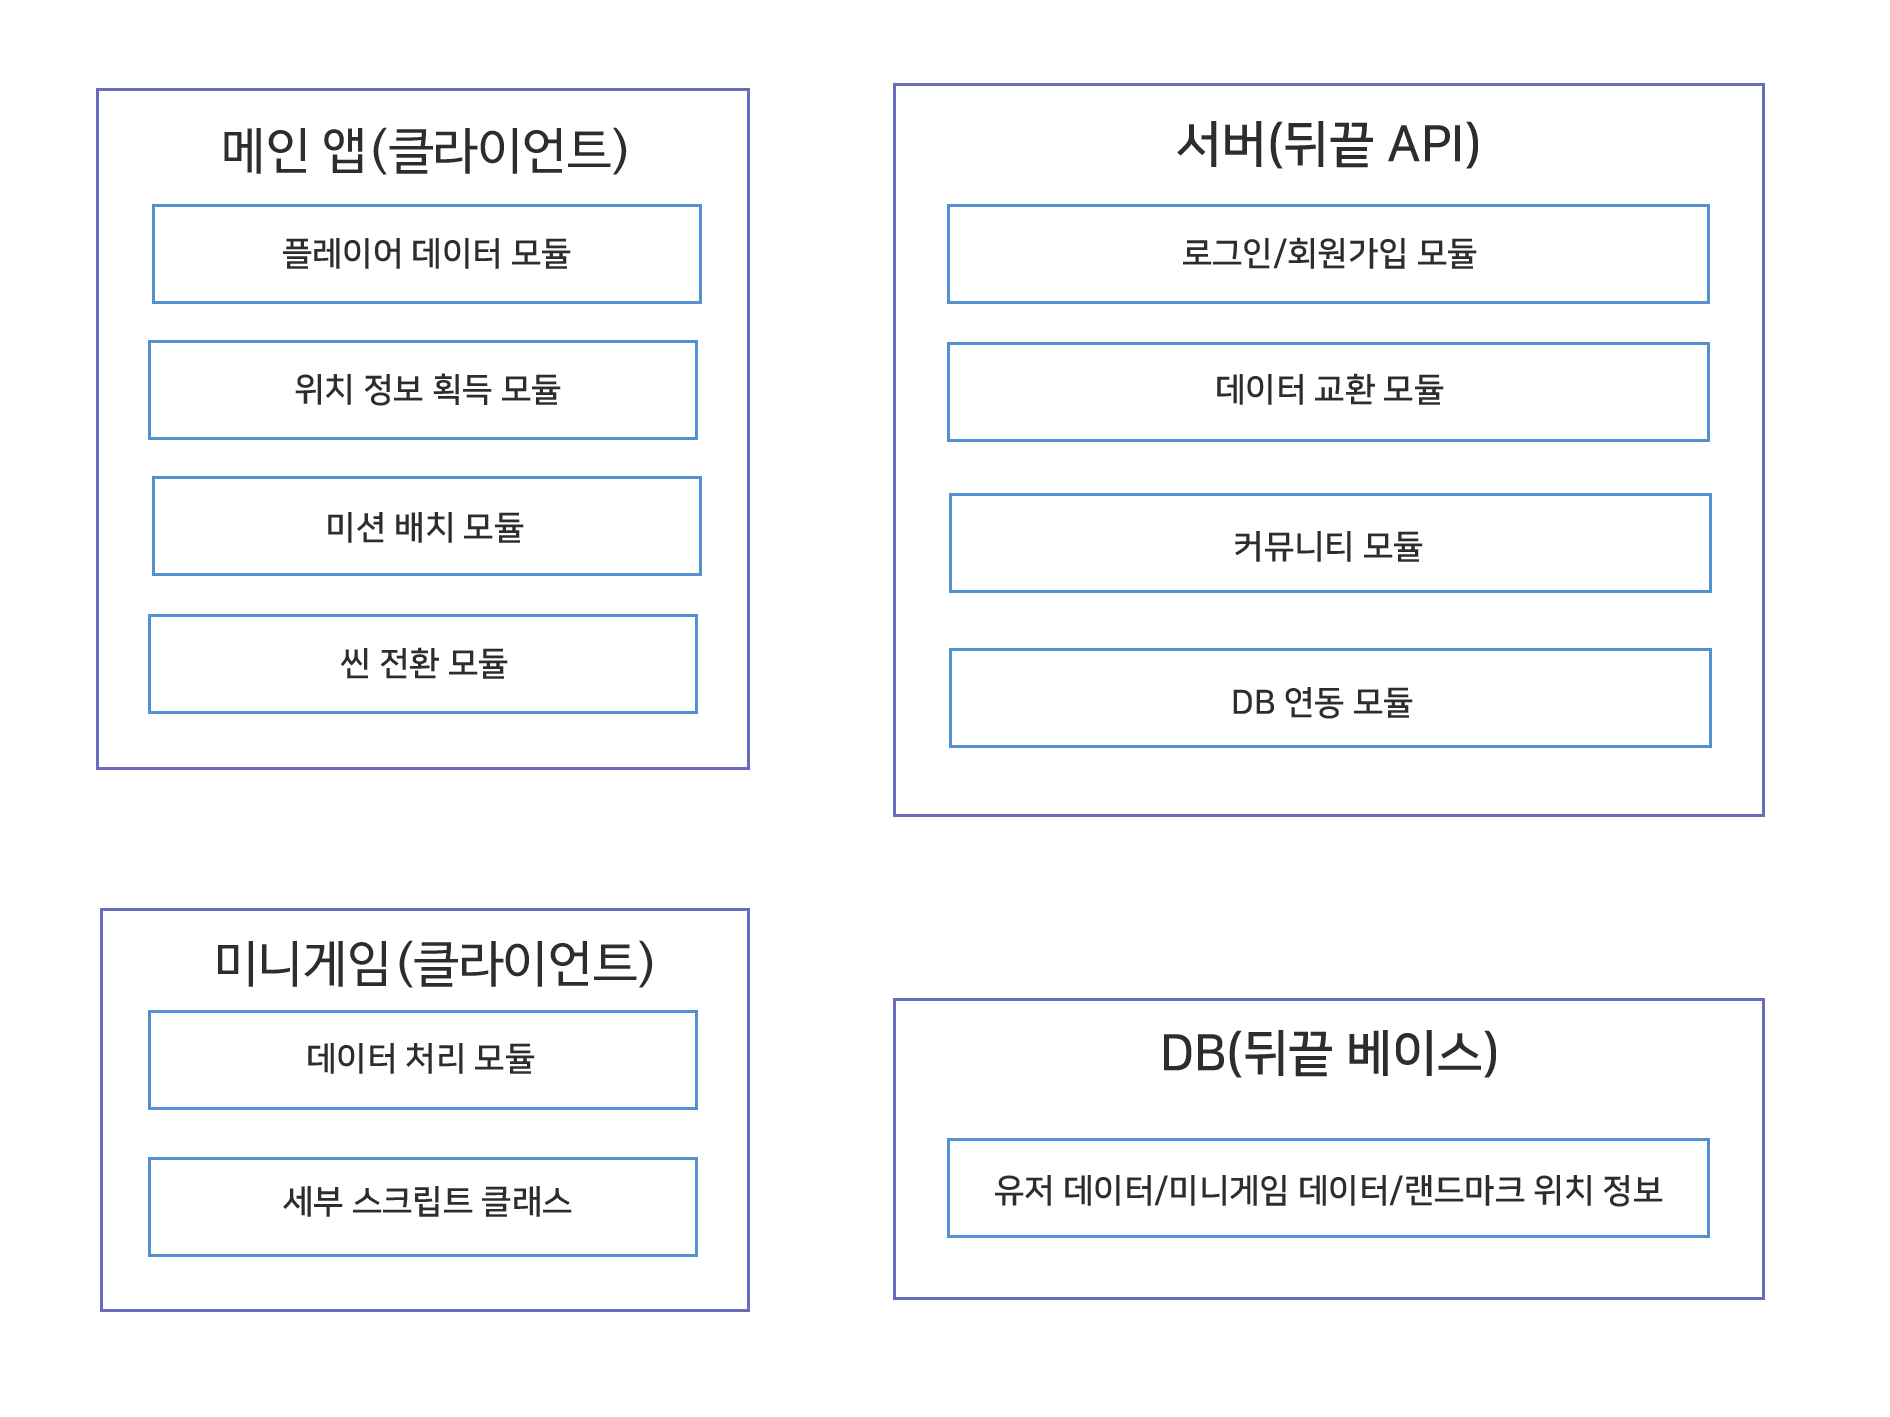 메인 앱(클라이언트)
플레이어 데이터 모듈
위치 정보 획득 모듈
미션 배치 모듈
씬 전환 모듈
서버(뒤끝 API)
로그인/회원가입 모듈
데이터 교환 모듈
커뮤니티 모듈
DB 연동 모듈
미니게임(클라이언트)
데이터 처리 모듈
세부 스크립트 클래스
DB(뒤끝 베이스)
유저 데이터/미니게임 데이터/랜드마크 위치 정보